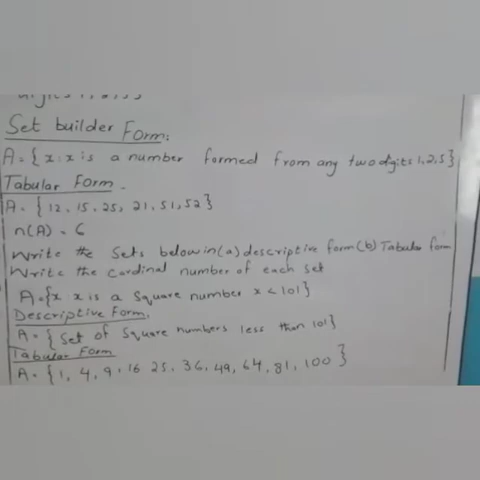 Set builder Form:
A = { x : x is a number formed from any two digits 1, 2, 5 }
Tabular Form.
A = { 12, 15, 25, 21, 51, 52 }
n(A) = 6
Write the Sets below in (a) descriptive form (b) Tabular form
Write the Cardinal number of each set
A = {x : x is a Square number x < 101 }
Descriptive Form.
A = { Set of Square numbers less than 101 }
Tabular Form
A = { 1, 4, 9, 16 25, 36, 49, 64, 81, 100 }